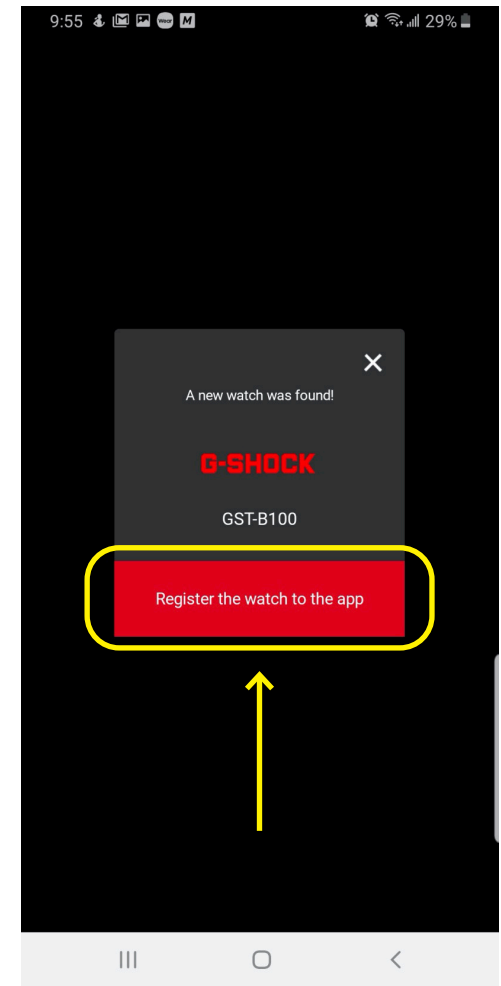 9:55 29%
A new watch was found!
G-SHOCK
GST-B100
Register the watch to the app